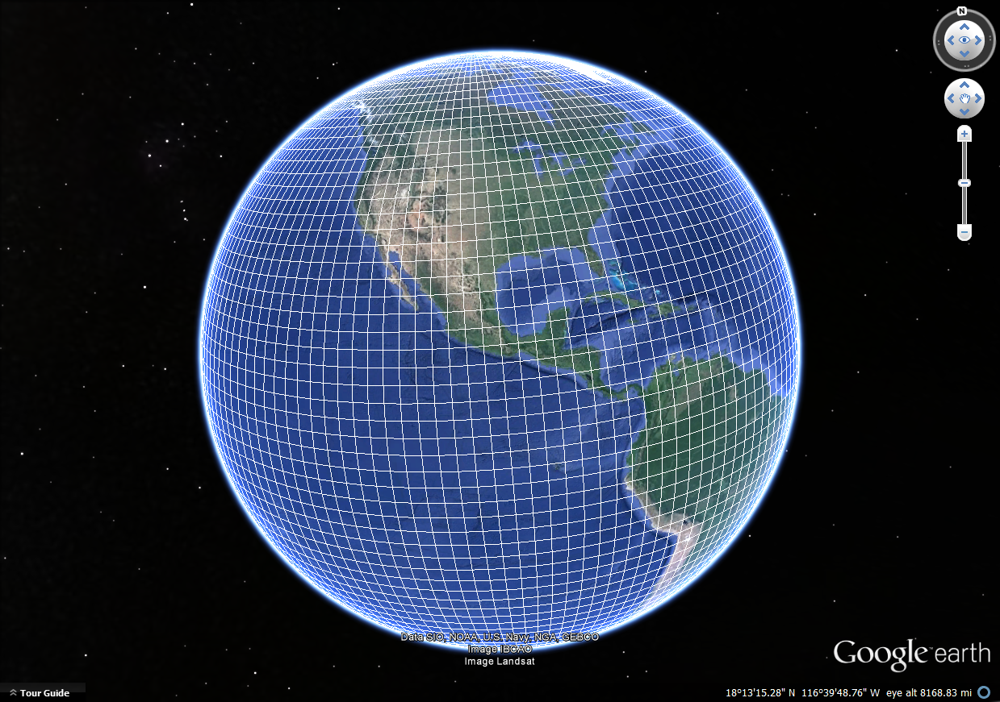 N
Data SIO, NOAA, U.S. Navy, NGA, GEBCO
Image IBCAO
Image Landsat
Google earth
Tour Guide
18°13'15.28" N 116°39'48.76" W eye alt 8168.83 mi